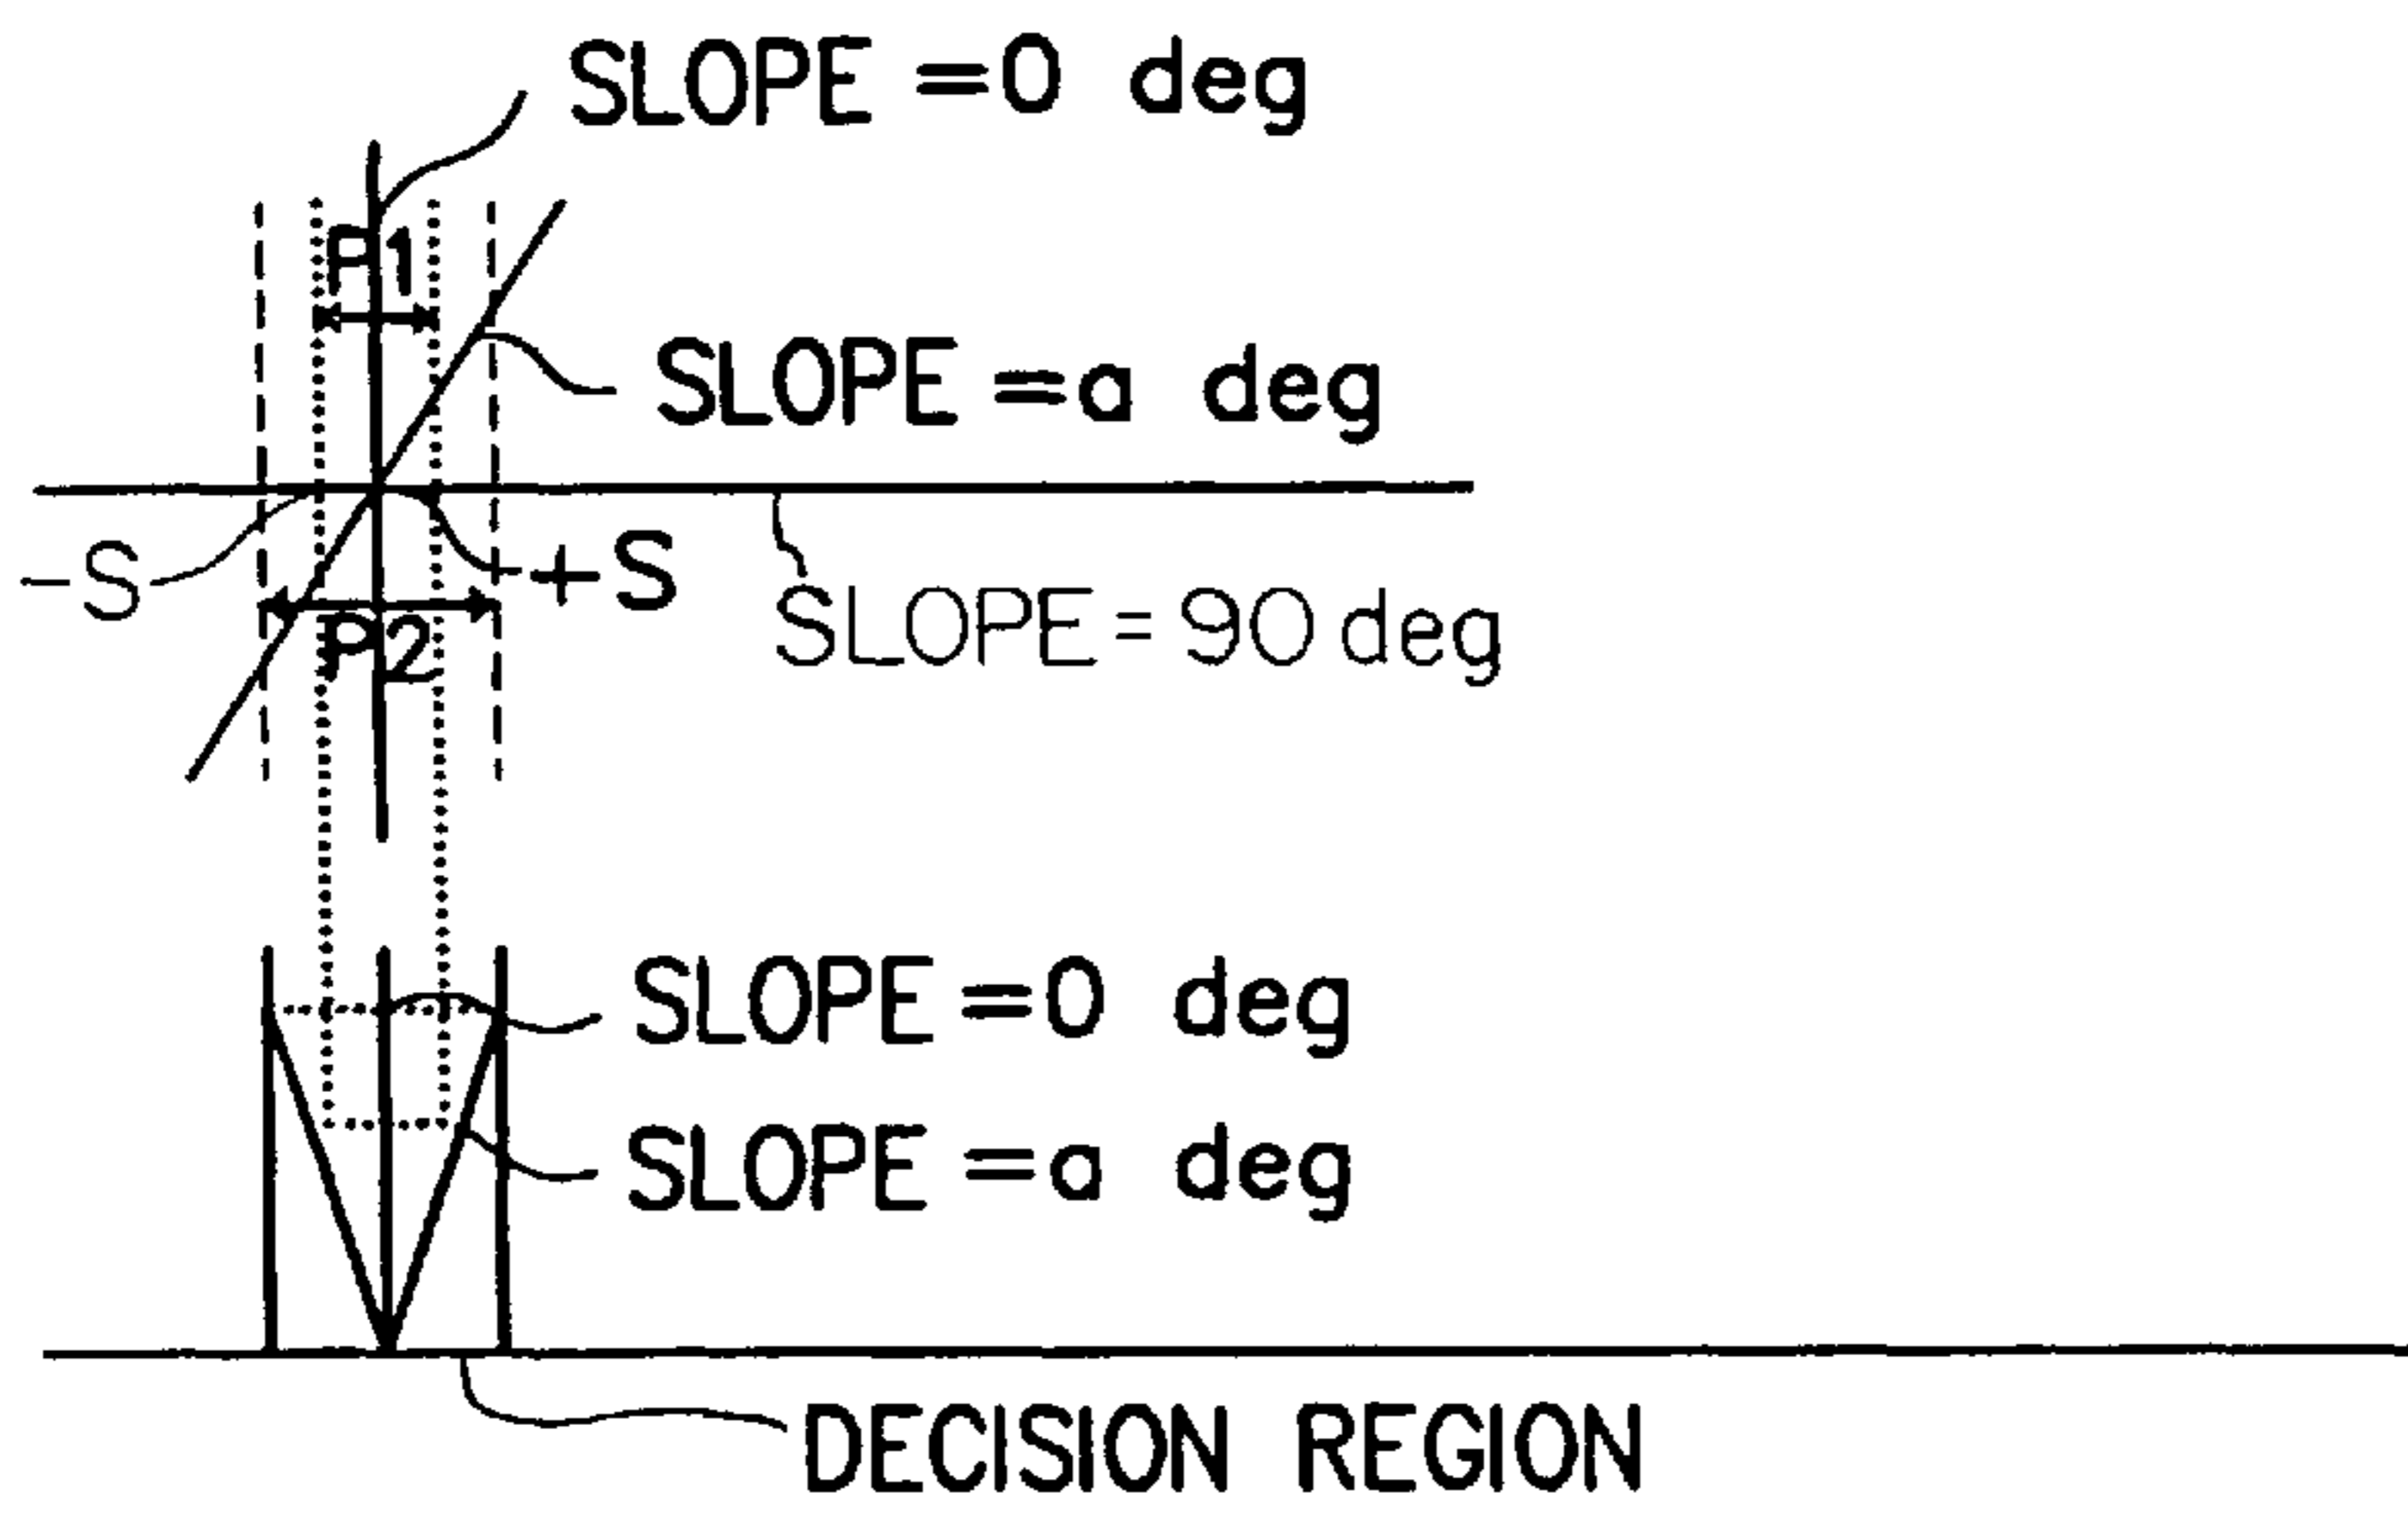 SLOPE =0 deg
P1
SLOPE =a deg
-S
+S
SLOPE = 90 deg
P2
SLOPE =0 deg
SLOPE =a deg
DECISION REGION